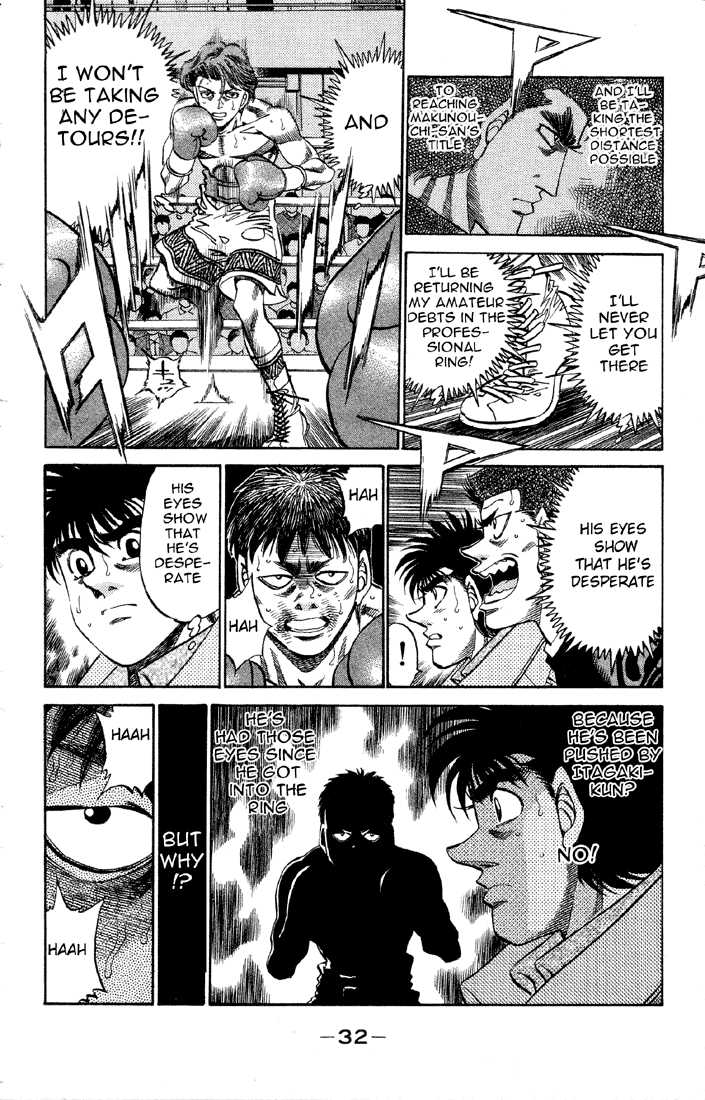 AND I'LL
BE TA-
KING THE
SHORTEST
DISTANCE
POSSIBLE
TO
REACHING
MAKUNOU-
CHI-SAN'S
TITLE
I'LL
NEVER
LET YOU
GET
THERE
I'LL BE
RETURNING
MY AMATEUR
DEBTS IN THE
PROFES-
SIONAL
RING!
AND
I WON'T
BE TAKING
ANY DE-
TOURS!!
HIS EYES
SHOW THAT
HE'S
DESPERATE
!
HAH
HAH
HIS
EYES
SHOW
THAT
HE'S
DESPE-
RATE
BECAUSE
HE'S BEEN
PUSHED BY
ITAGAKI-
KUN?
NO!
HE'S
HAD THOSE
EYES SINCE
HE GOT
INTO THE
RING
BUT
WHY
!?
HAAH
HAAH
-32-